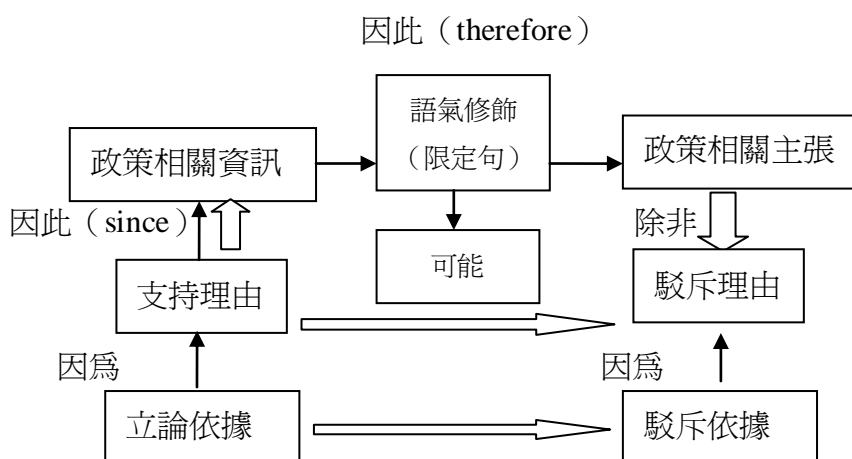 因此（therefore）
語氣修飾
（限定句）
政策相關資訊
政策相關主張
因此（since）
除非
可能
支持理由
駁斥理由
因爲
因爲
立論依據
駁斥依據